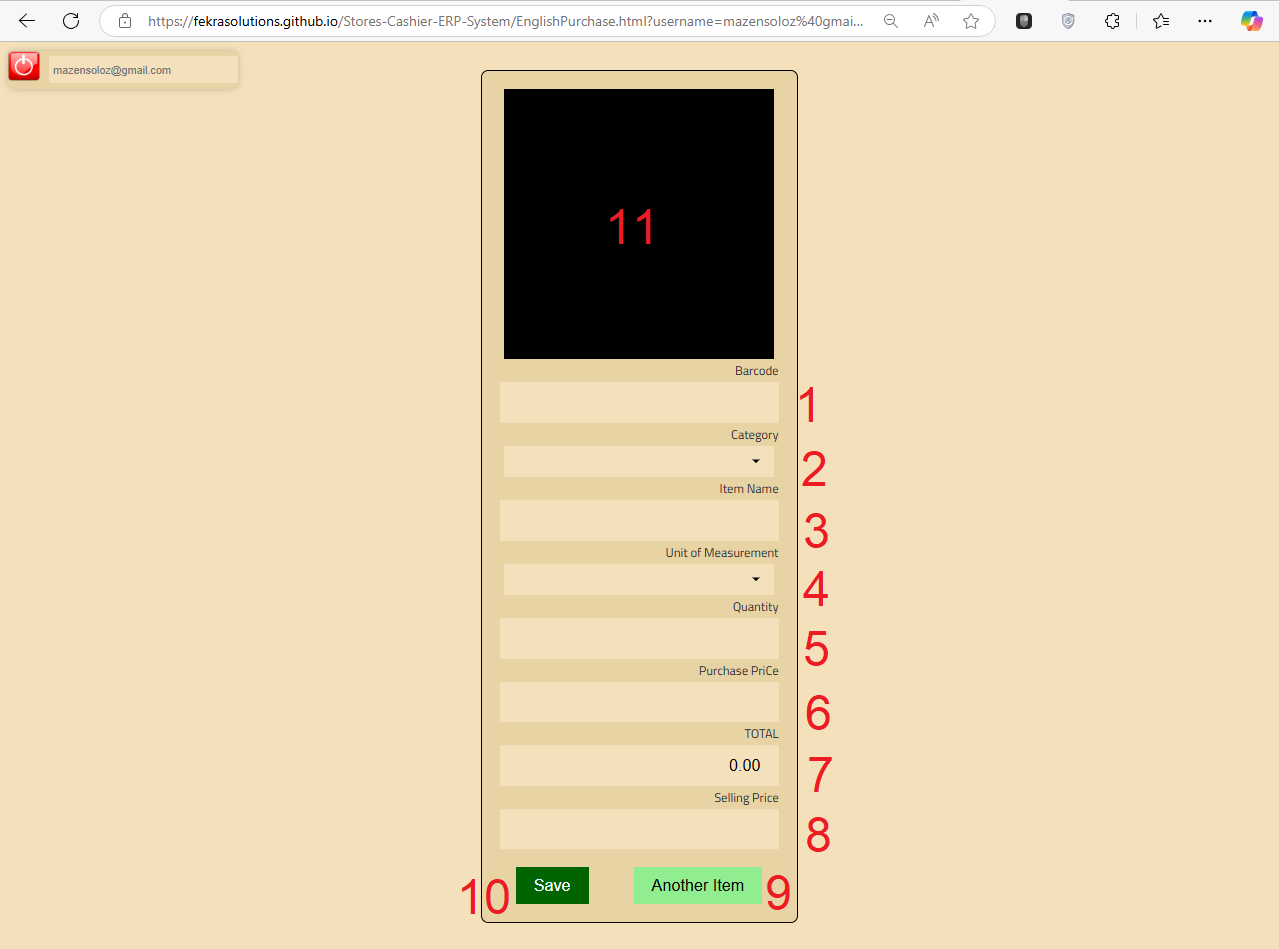 https://fekrasolutions.github.io/Stores-Cashier-ERP-System/EnglishPurchase.html?username=mazensoloz%40gmai...
mazensoloz@gmail.com
11
Barcode
1
Category
2
Item Name
3
Unit of Measurement
4
Quantity
5
Purchase PriCe
6
TOTAL
0.00 7
Selling Price
8
10 Save Another Item 9